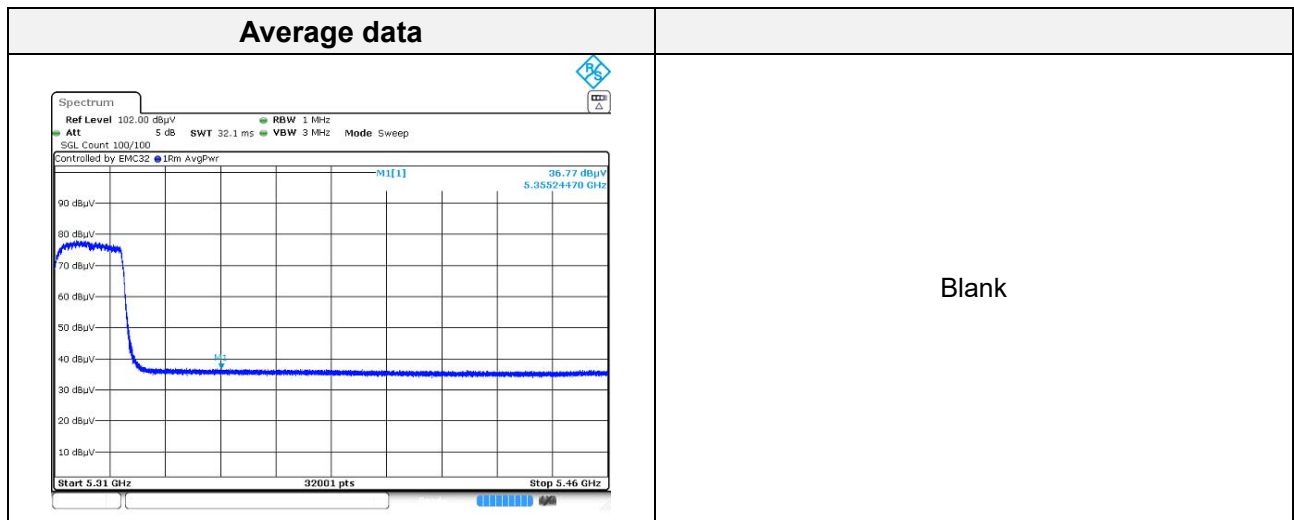 Average data
R&S
Spectrum
Ref Level 102.00 dBµV RBW 1 MHz
Att 5 dB SWT 32.1 ms VBW 3 MHz Mode Sweep
SGL Count 100/100
Controlled by EMC32 1Rm AvgPwr
M1[1] 36.77 dBµV
5.35524470 GHz
90 dBµV
80 dBµV
70 dBµV
60 dBµV
50 dBµV
40 dBµV
M1
30 dBµV
20 dBµV
10 dBµV
Start 5.31 GHz 32001 pts Stop 5.46 GHz
Blank